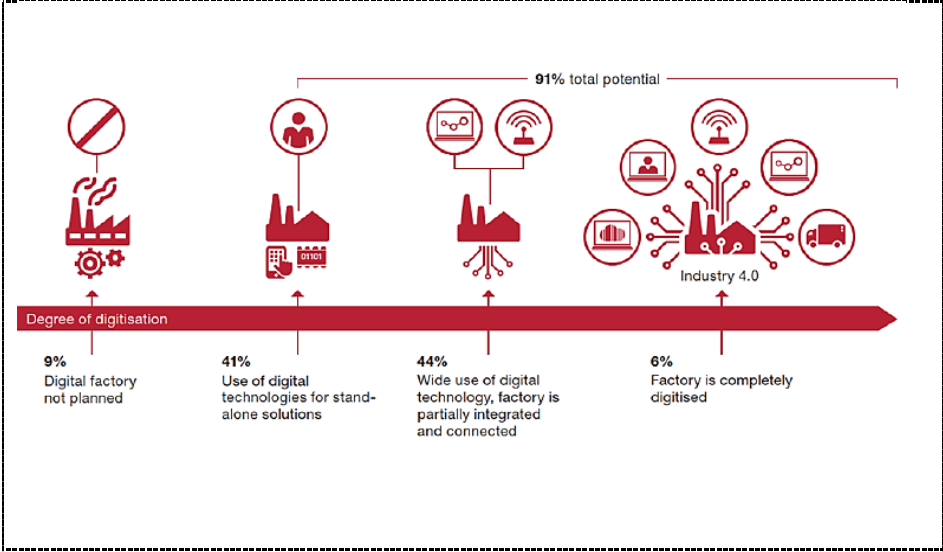 91% total potential
01101
Industry 4.0
Degree of digitisation
9%
Digital factory
not planned
41%
Use of digital
technologies for stand-
alone solutions
44%
Wide use of digital
technology, factory is
partially integrated
and connected
6%
Factory is completely
digitised